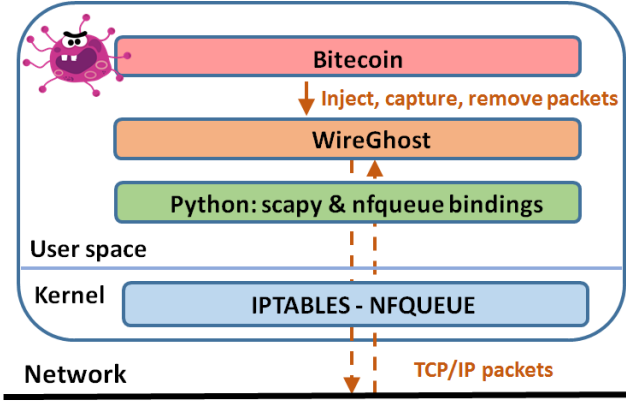 Bitecoin
Inject, capture, remove packets
WireGhost
Python: scapy & nfqueue bindings
User space
Kernel
IPTABLES - NFQUEUE
TCP/IP packets
Network